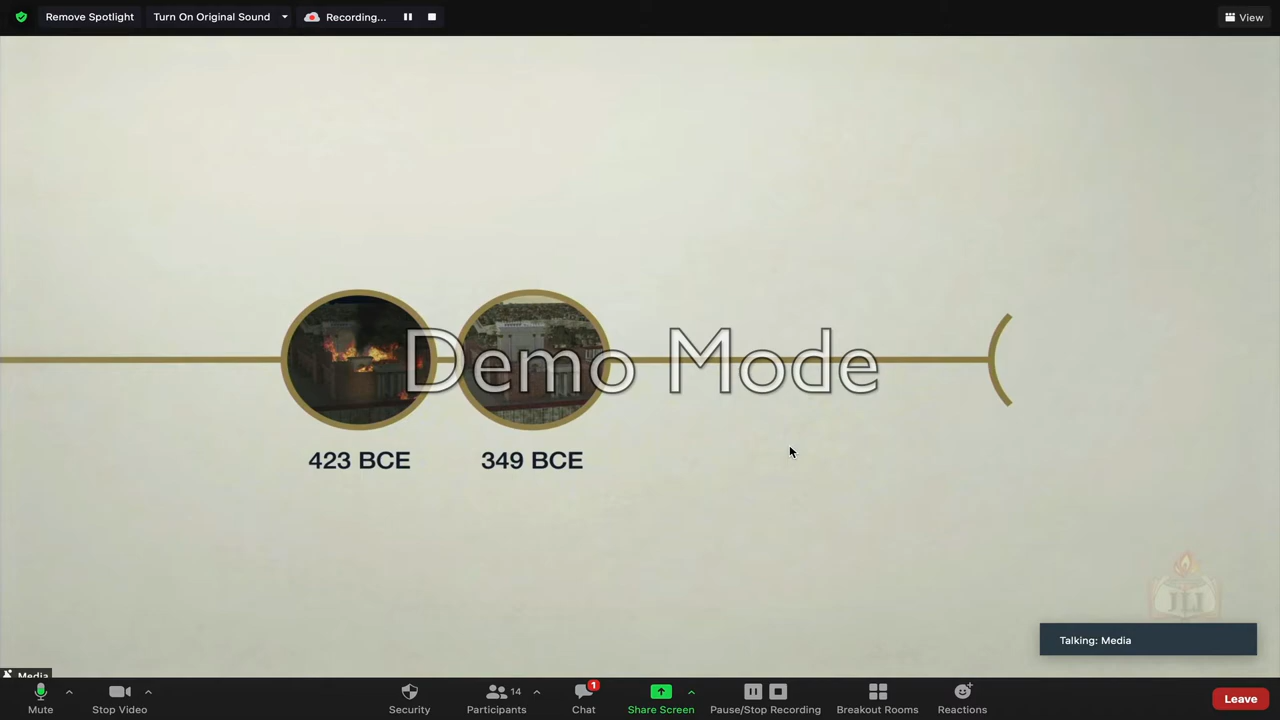 Remove Spotlight
Turn On Original Sound
Recording...
View
Demo Mode
423 BCE
349 BCE
JLI
Talking: Media
Media
Mute
Stop Video
Security
Participants
14
Chat
1
Share Screen
Pause/Stop Recording
Breakout Rooms
Reactions
Leave